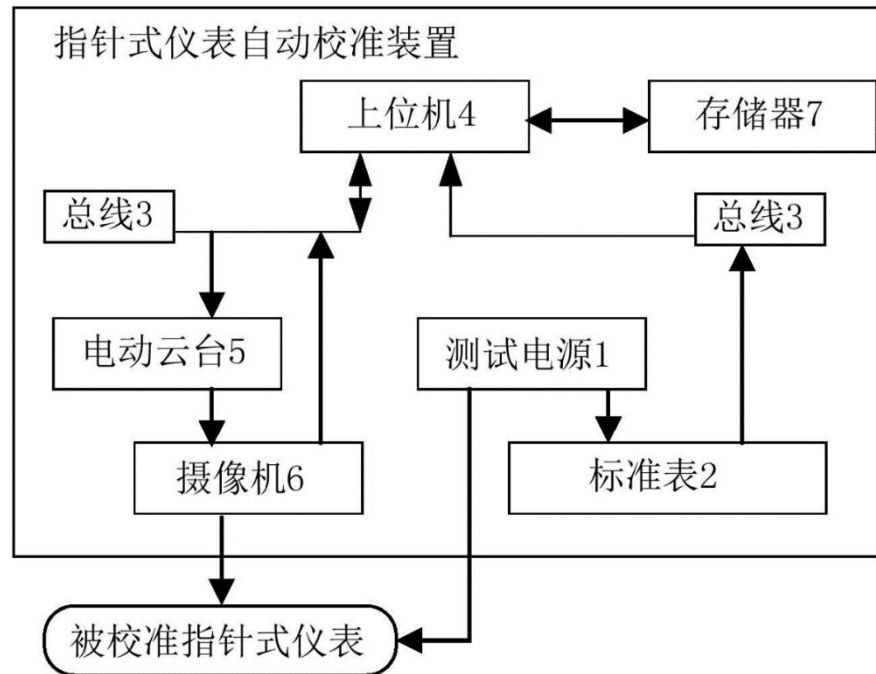 指针式仪表自动校准装置
上位机4
存储器7
总线3
总线3
电动云台5
测试电源1
摄像机6
标准表2
被校准指针式仪表